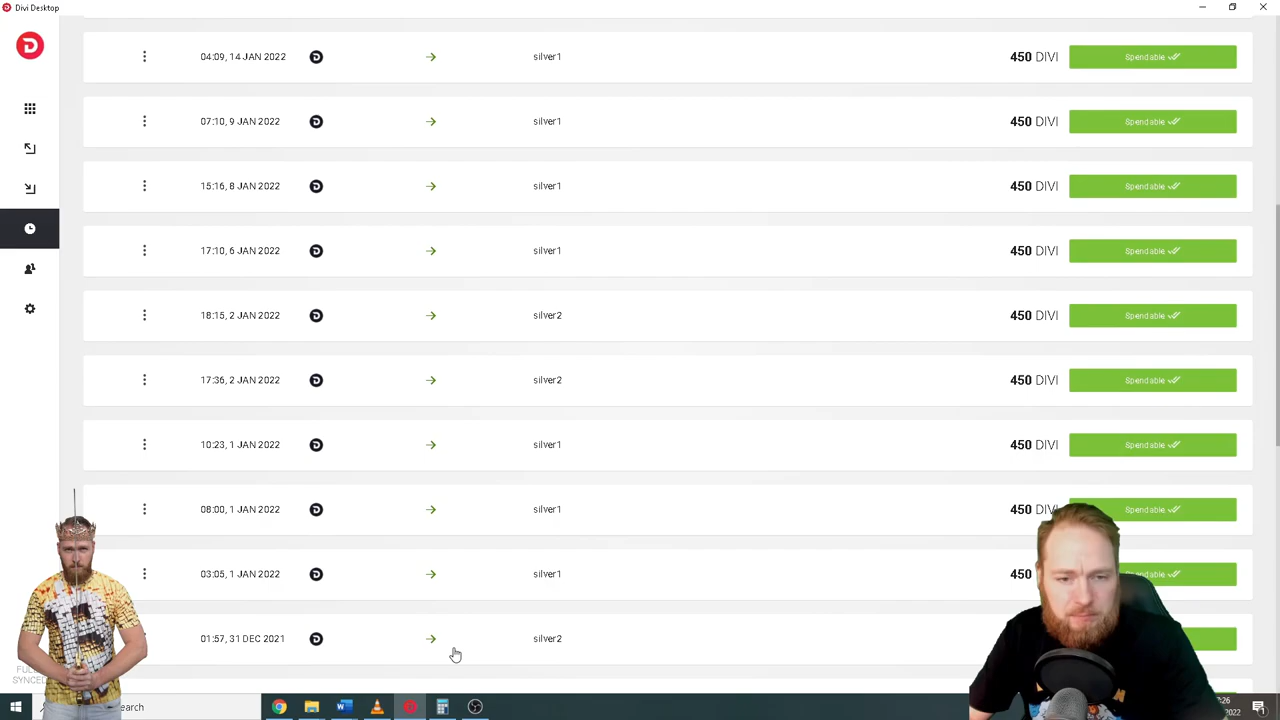 Divi Desktop
04:09, 14 JAN 2022 silver1 450 DIVI Spendable
07:10, 9 JAN 2022 silver1 450 DIVI Spendable
15:16, 8 JAN 2022 silver1 450 DIVI Spendable
17:10, 6 JAN 2022 silver1 450 DIVI Spendable
18:15, 2 JAN 2022 silver2 450 DIVI Spendable
17:36, 2 JAN 2022 silver2 450 DIVI Spendable
10:23, 1 JAN 2022 silver1 450 DIVI Spendable
08:00, 1 JAN 2022 silver1 450 DIVI Spendable
03:05, 1 JAN 2022 silver1 450
01:57, 31 DEC 2021 silver2